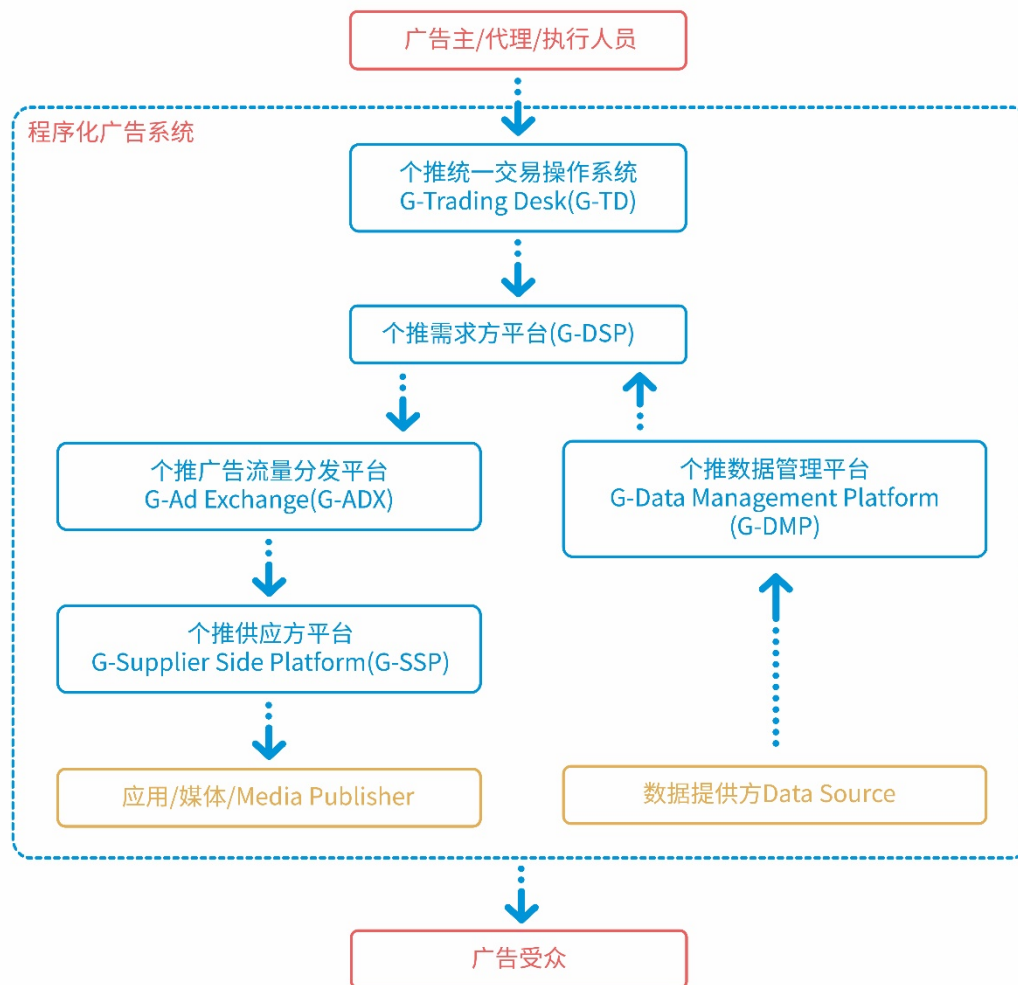 广告主/代理/执行人员
程序化广告系统
个推统一交易操作系统
G-Trading Desk(G-TD)
个推需求方平台(G-DSP)
个推广告流量分发平台
G-Ad Exchange(G-ADX)
个推数据管理平台
G-Data Management Platform
(G-DMP)
个推供应方平台
G-Supplier Side Platform(G-SSP)
应用/媒体/Media Publisher
数据提供方Data Source
广告受众